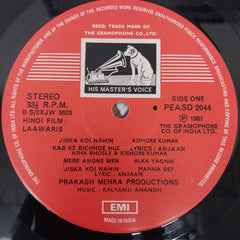 REGD. TRADE MARK OF
THE GRAMOPHONE CO., LTD.
HIS MASTER'S VOICE
STEREO
33⅓ R.P.M.
B S/2XJW 5623
HINDI FILM:
LAAWARIS
SIDE ONE
PEASD 2044
℗ 1981
THE GRAMOPHONE
CO. OF INDIA LTD.
JISKA KOI NAHIN KISHORE KUMAR
KAB KE BICHHDE HUE LYRICS: ANJAAN
ASHA BHOSLE & KISHORE KUMAR
MERE ANGNE MEIN ALKA YAGNIK
JISKA KOI NAHIN MANNA DEY
LYRIC: ANJAAN
PRAKASH MEHRA PRODUCTIONS
MUSIC: KALYANJI ANANDJI
EMI
MADE IN INDIA